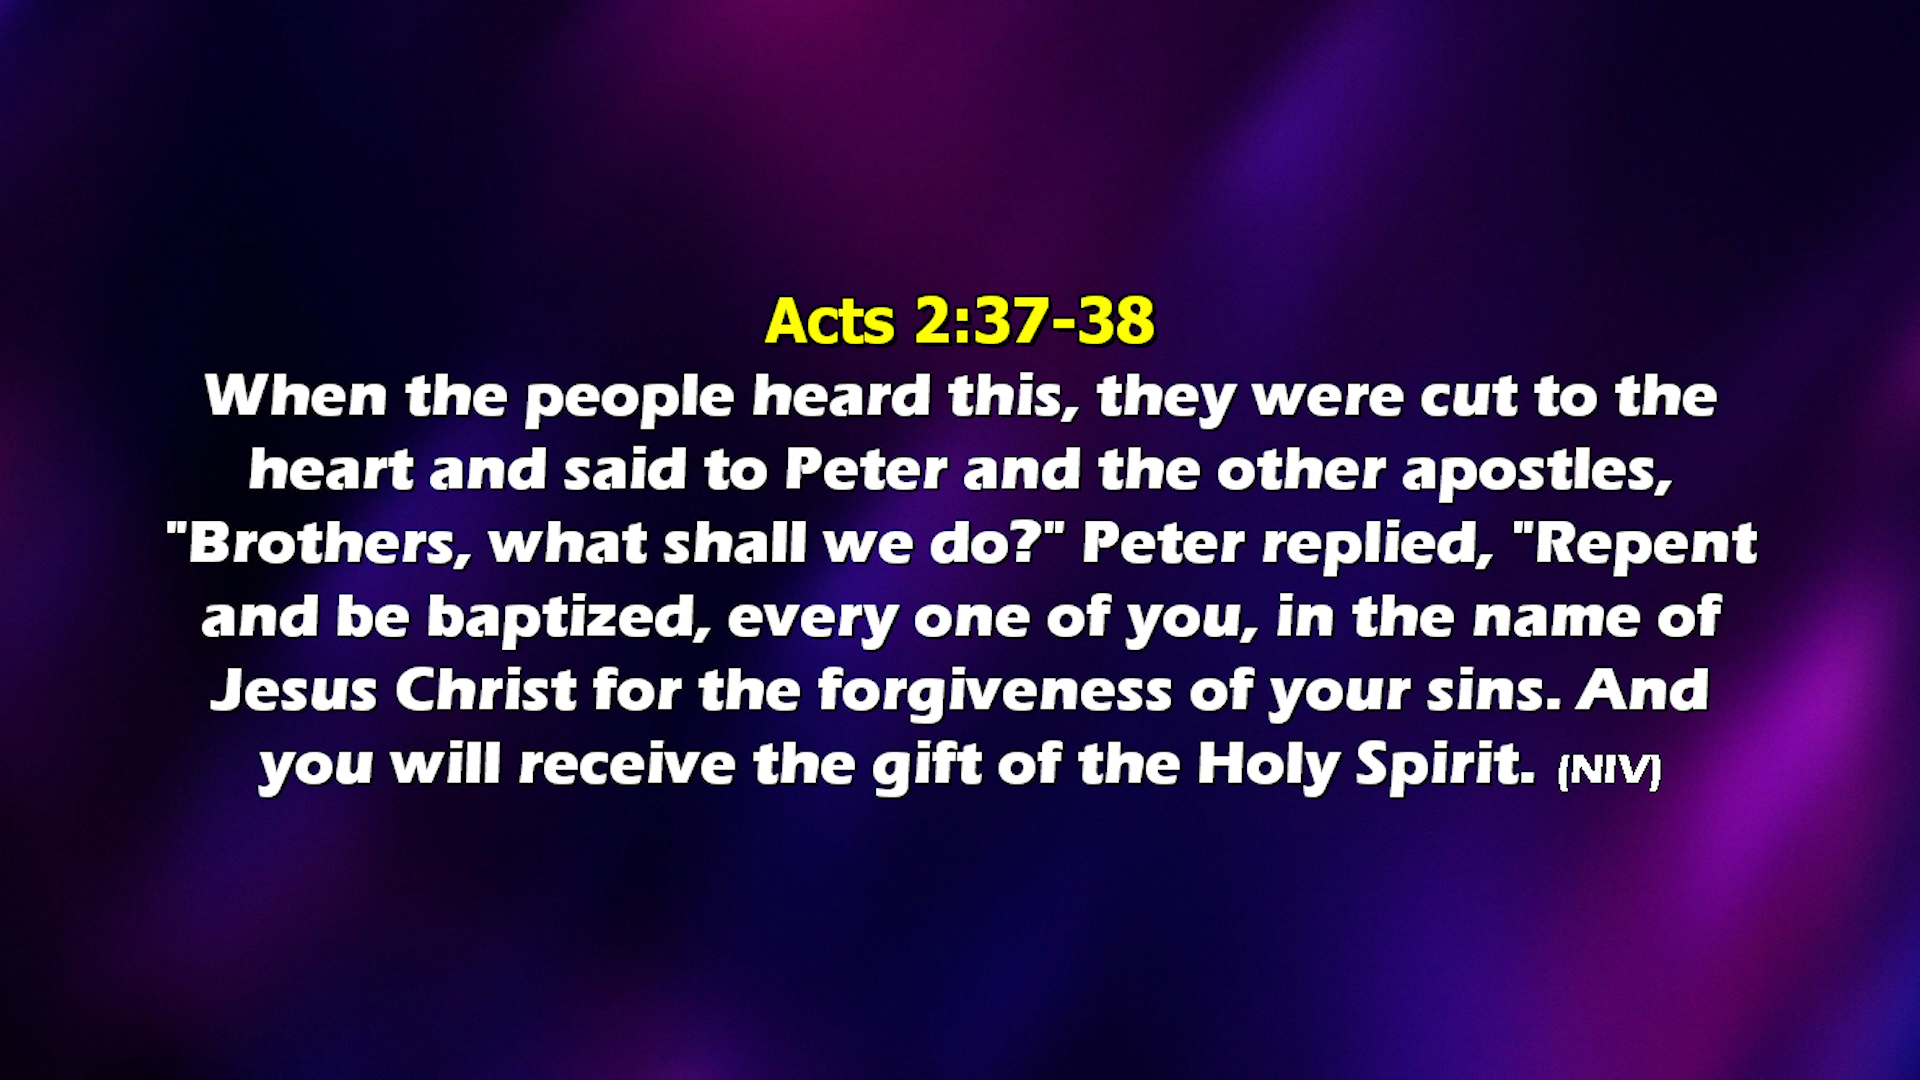 Acts 2:37-38
When the people heard this, they were cut to the
heart and said to Peter and the other apostles,
"Brothers, what shall we do?" Peter replied, "Repent
and be baptized, every one of you, in the name of
Jesus Christ for the forgiveness of your sins. And
you will receive the gift of the Holy Spirit. (NIV)